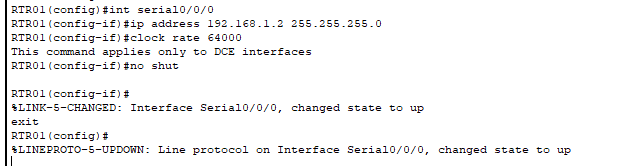 RTR01(config)#int serial0/0/0
RTR01(config-if)#ip address 192.168.1.2 255.255.255.0
RTR01(config-if)#clock rate 64000
This command applies only to DCE interfaces
RTR01(config-if)#no shut
RTR01(config-if)#
%LINK-5-CHANGED: Interface Serial0/0/0, changed state to up
exit
RTR01(config)#
%LINEPROTO-5-UPDOWN: Line protocol on Interface Serial0/0/0, changed state to up